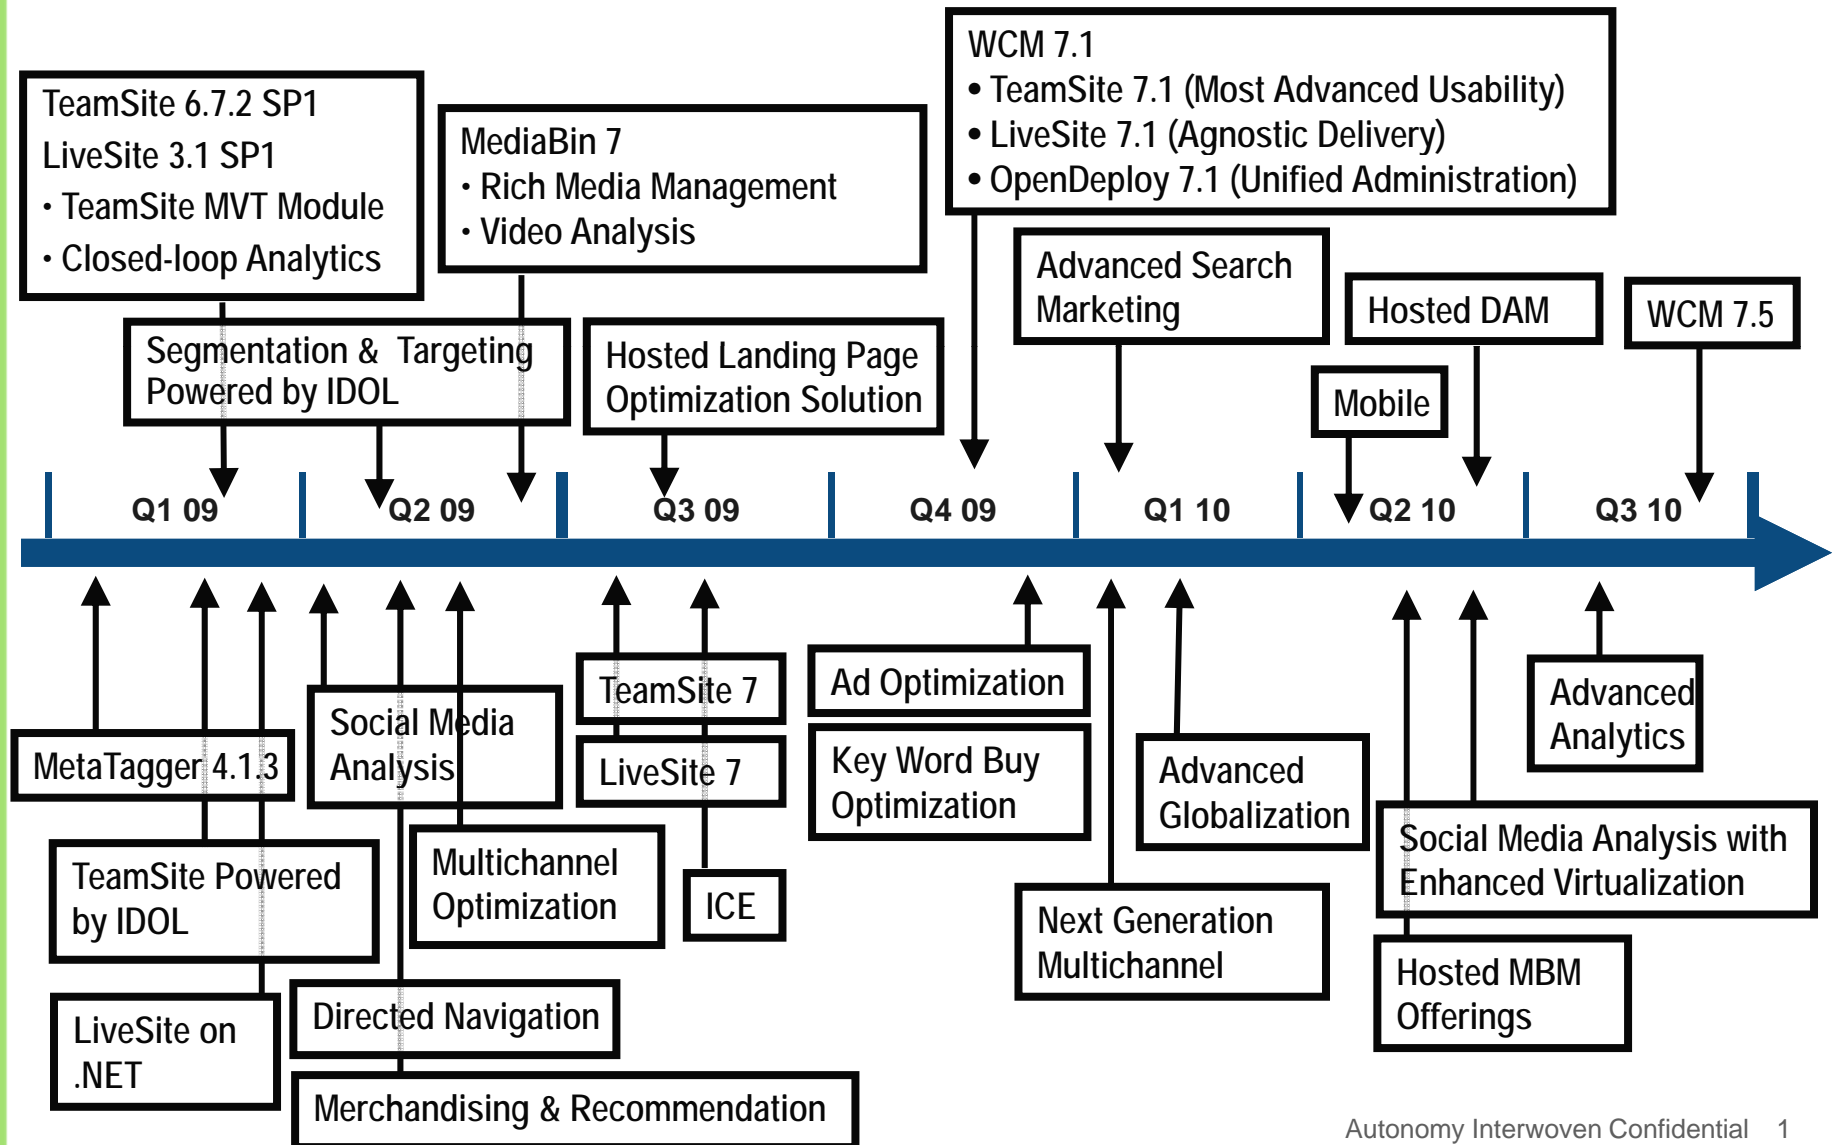 WCM 7.1
• TeamSite 7.1 (Most Advanced Usability)
• LiveSite 7.1 (Agnostic Delivery)
• OpenDeploy 7.1 (Unified Administration)
TeamSite 6.7.2 SP1
LiveSite 3.1 SP1
· TeamSite MVT Module
· Closed-loop Analytics
MediaBin 7
· Rich Media Management
· Video Analysis
Advanced Search
Marketing
Hosted DAM
WCM 7.5
Segmentation & Targeting
Powered by IDOL
Hosted Landing Page
Optimization Solution
Mobile
Q1 09
Q2 09
Q3 09
Q4 09
Q1 10
Q2 10
Q3 10
MetaTagger 4.1.3
Social Media
Analysis
TeamSite 7
LiveSite 7
Ad Optimization
Key Word Buy
Optimization
Advanced
Globalization
Advanced
Analytics
TeamSite Powered
by IDOL
Multichannel
Optimization
ICE
Next Generation
Multichannel
Social Media Analysis with
Enhanced Virtualization
Hosted MBM
Offerings
LiveSite on
.NET
Directed Navigation
Merchandising & Recommendation
Autonomy Interwoven Confidential 1